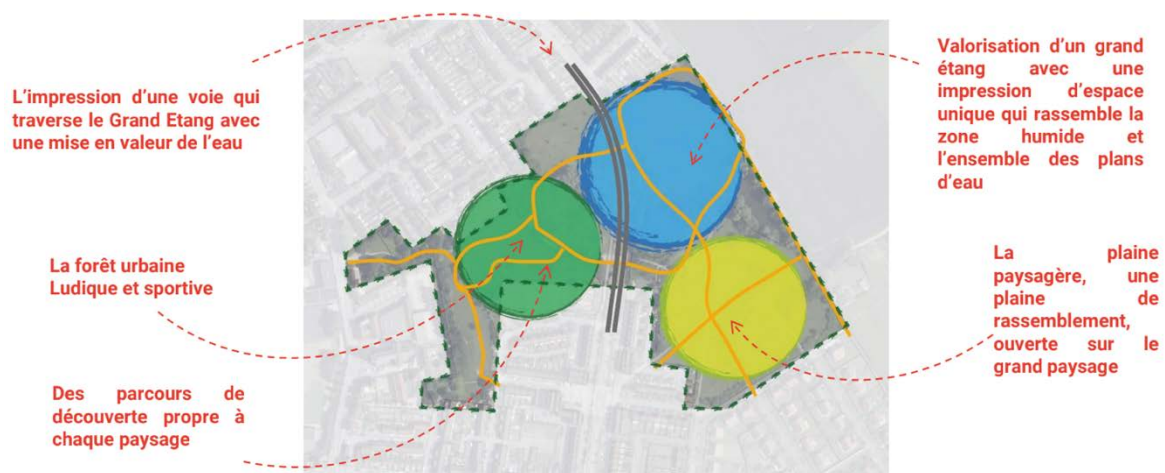 L'impression d'une voie qui
traverse le Grand Etang avec
une mise en valeur de l'eau
La forêt urbaine
Ludique et sportive
Des parcours de
découverte propre à
chaque paysage
Valorisation d'un grand
étang avec une
impression d'espace
unique qui rassemble la
zone humide et
l'ensemble des plans
d'eau
La plaine
paysagère, une
plaine de
rassemblement,
ouverte sur le
grand paysage